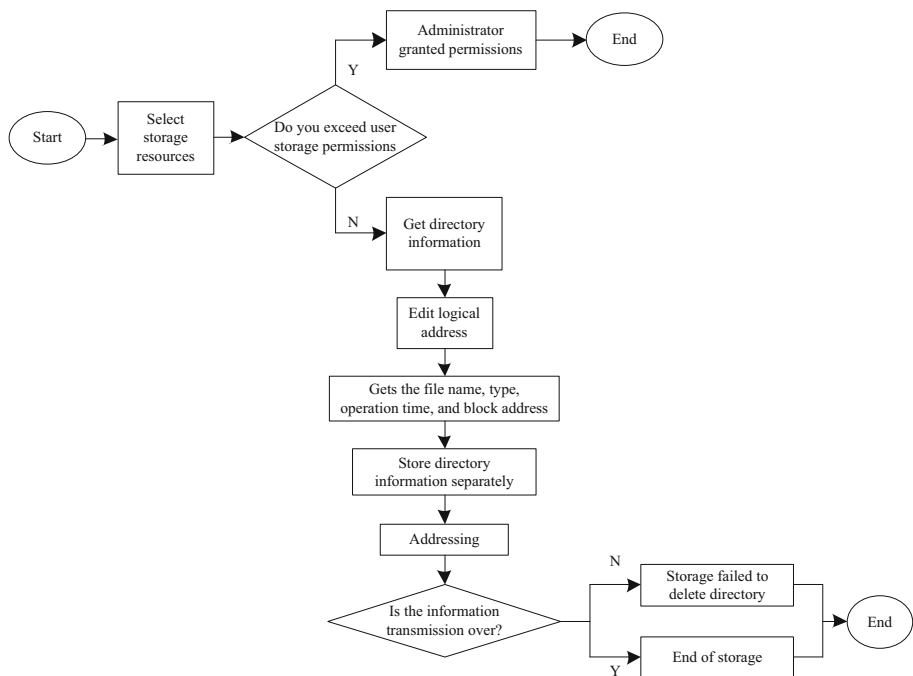 Administrator
granted permissions
End
Y
Start
Select
storage
resources
Do you exceed user
storage permissions
N
Get directory
information
Edit logical
address
Gets the file name, type,
operation time, and block address
Store directory
information separately
Addressing
Is the information
transmission over?
N
Storage failed to
delete directory
End
Y
End of storage